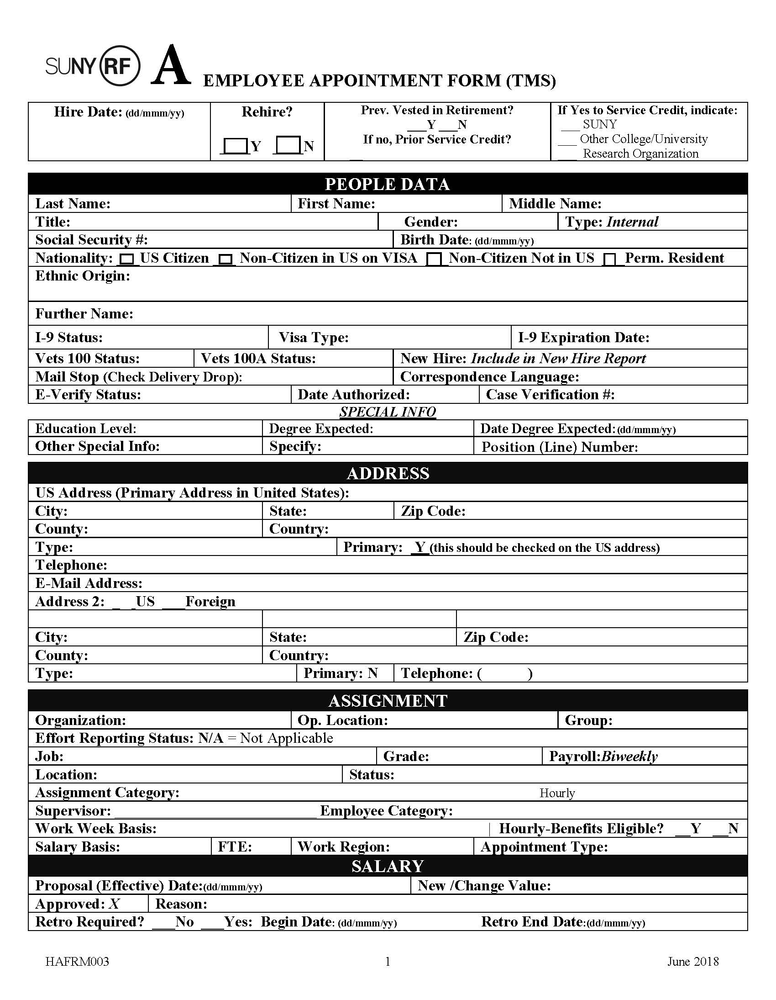 SUNY RF A EMPLOYEE APPOINTMENT FORM (TMS)
Hire Date: (dd/mmm/yy)
Rehire?
Y N
Prev. Vested in Retirement?
___Y ___N
If no, Prior Service Credit?
__
If Yes to Service Credit, indicate:
___ SUNY
___ Other College/University
___ Research Organization
PEOPLE DATA
Last Name: First Name: Middle Name:
Title: Gender: Type: Internal
Social Security #: Birth Date: (dd/mmm/yy)
Nationality: US Citizen Non-Citizen in US on VISA Non-Citizen Not in US Perm. Resident
Ethnic Origin:
Further Name:
I-9 Status: Visa Type: I-9 Expiration Date:
Vets 100 Status: Vets 100A Status: New Hire: Include in New Hire Report
Mail Stop (Check Delivery Drop): Correspondence Language:
E-Verify Status: Date Authorized: Case Verification #:
SPECIAL INFO
Education Level: Degree Expected: Date Degree Expected: (dd/mmm/yy)
Other Special Info: Specify: Position (Line) Number:
ADDRESS
US Address (Primary Address in United States):
City: State: Zip Code:
County: Country:
Type: Primary: _Y_(this should be checked on the US address)
Telephone:
E-Mail Address:
Address 2: _ _US ___Foreign
City: State: Zip Code:
County: Country:
Type: Primary: N Telephone: ( )
ASSIGNMENT
Organization: Op. Location: Group:
Effort Reporting Status: N/A = Not Applicable
Job: Grade: Payroll:Biweekly
Location: Status:
Assignment Category: Hourly
Supervisor: __________________________ Employee Category:
Work Week Basis: | Hourly-Benefits Eligible? __Y __N
Salary Basis: FTE: Work Region: Appointment Type:
SALARY
Proposal (Effective) Date:(dd/mmm/yy) New /Change Value:
Approved: X Reason:
Retro Required? ___No ___Yes: Begin Date: (dd/mmm/yy) Retro End Date:(dd/mmm/yy)
HAFRM003 1 June 2018